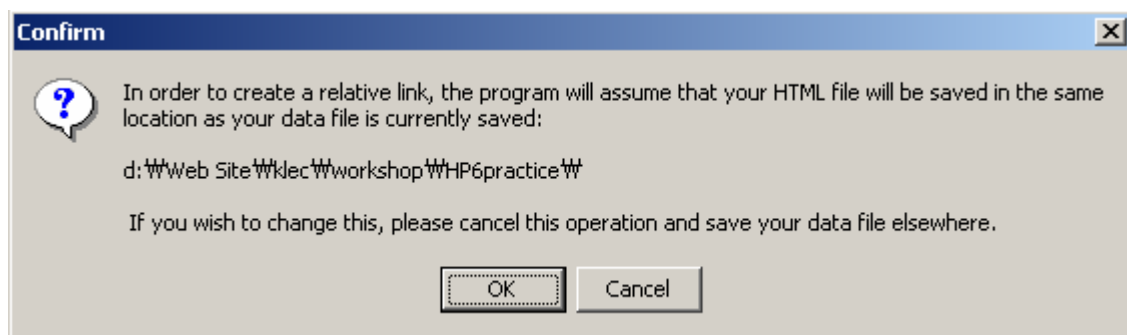 Confirm
In order to create a relative link, the program will assume that your HTML file will be saved in the same
location as your data file is currently saved:
d:₩Web Site₩klec₩workshop₩HP6practice₩
If you wish to change this, please cancel this operation and save your data file elsewhere.
OK Cancel